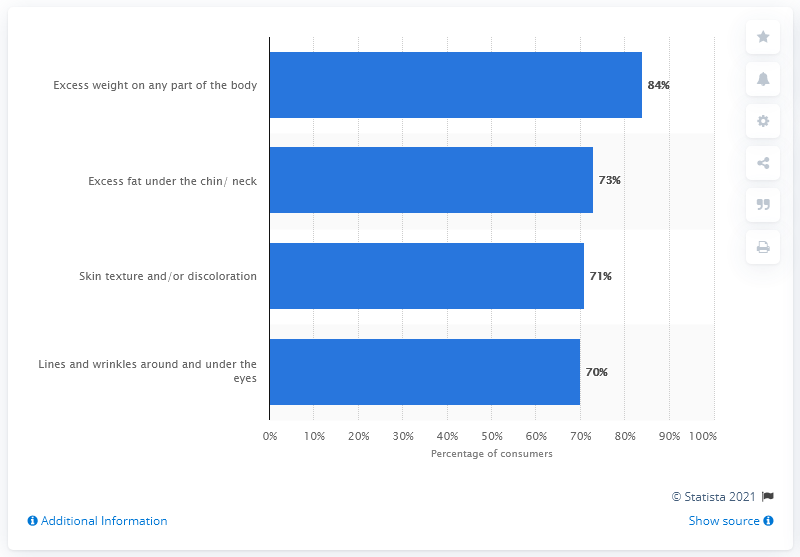 Excess weight on any part of the body
84%
Excess fat under the chin/ neck
73%
Skin texture and/or discoloration
71%
Lines and wrinkles around and under the
eyes
70%
0% 10% 20% 30% 40% 50% 60% 70% 80% 90% 100%
Percentage of consumers
© Statista 2021
Additional Information
Show source